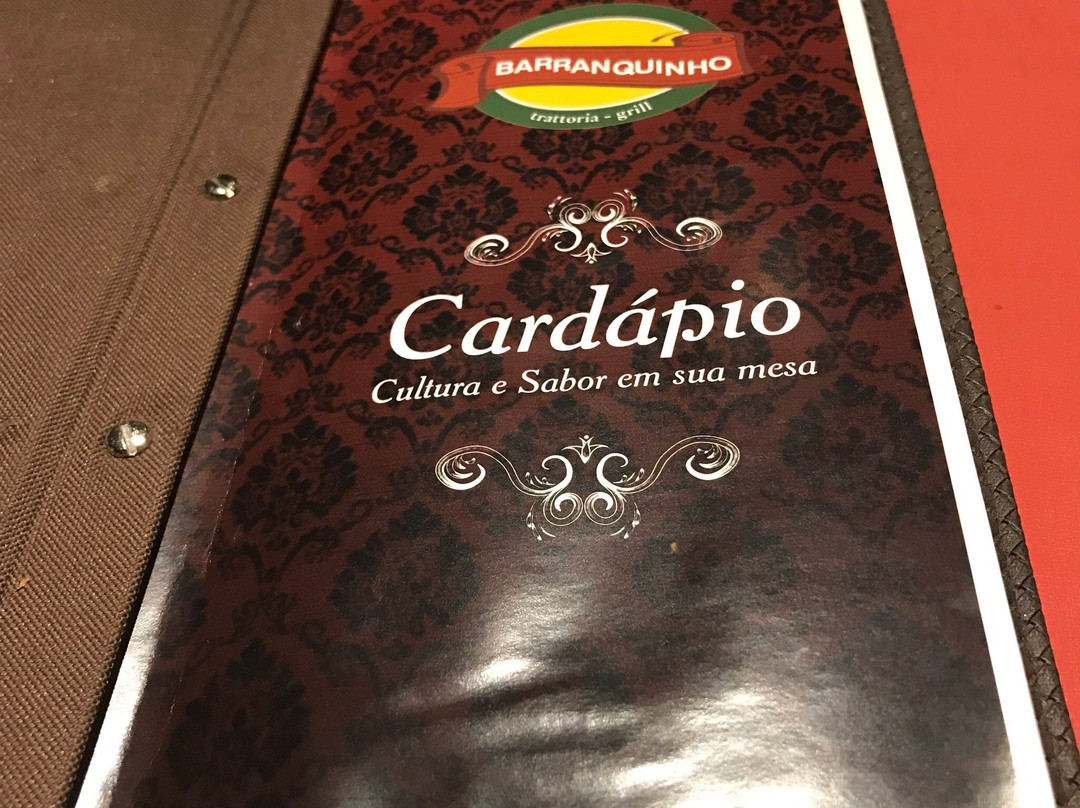 BARRANQUINHO
trattoria - grill
Cardápio
Cultura e Sabor em sua mesa